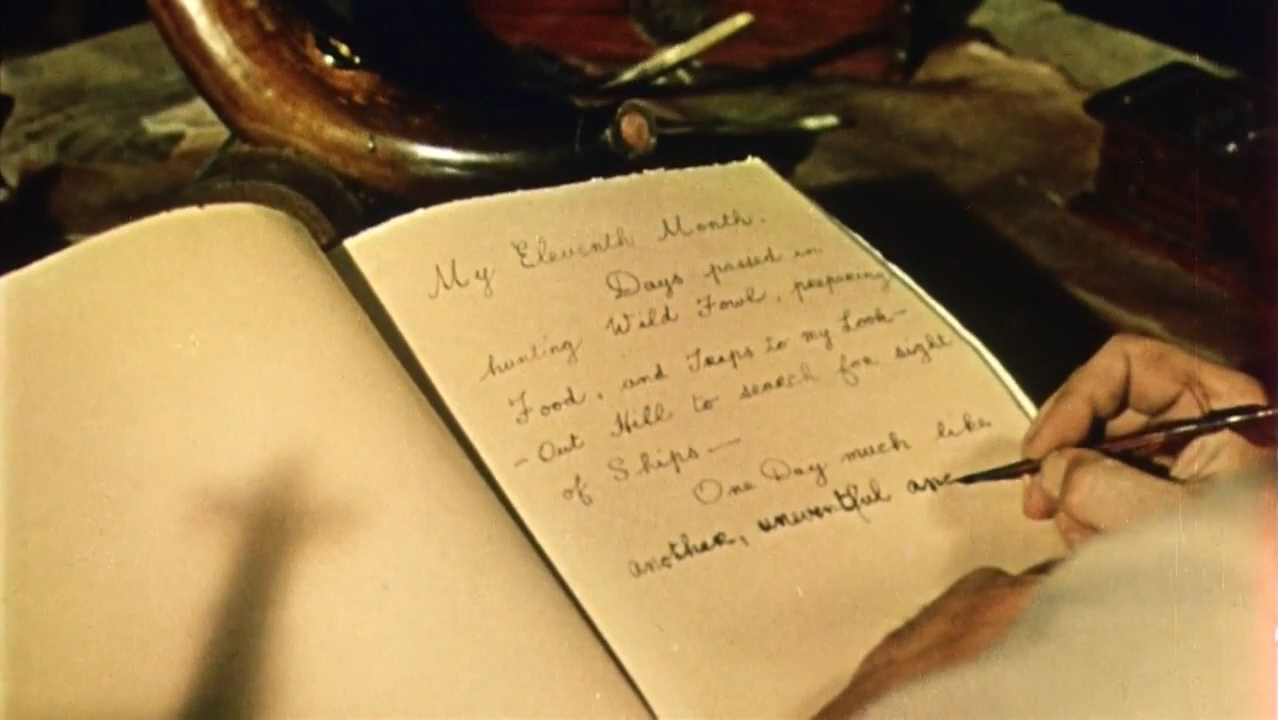 My Eleventh Month.
Days passed in
hunting Wild Fowl, preparing
Food, and Traps to my Look-
- Out Hill to search for sight
of Ships—
One Day much like
another, uneventful and